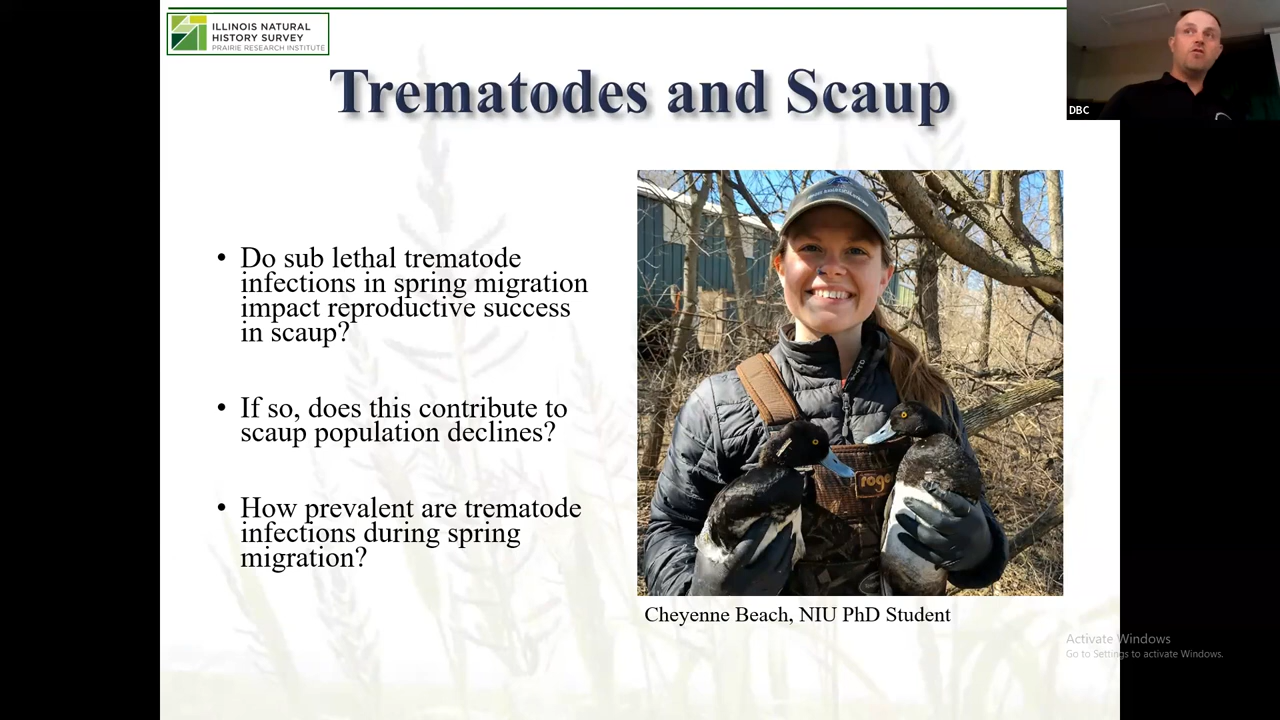 ILLINOIS NATURAL
HISTORY SURVEY
PRAIRIE RESEARCH INSTITUTE
DBC
Trematodes and Scaup
• Do sub lethal trematode
infections in spring migration
impact reproductive success
in scaup?
• If so, does this contribute to
scaup population declines?
• How prevalent are trematode
infections during spring
migration?
rogers
Cheyenne Beach, NIU PhD Student
Activate Windows
Go to Settings to activate Windows.